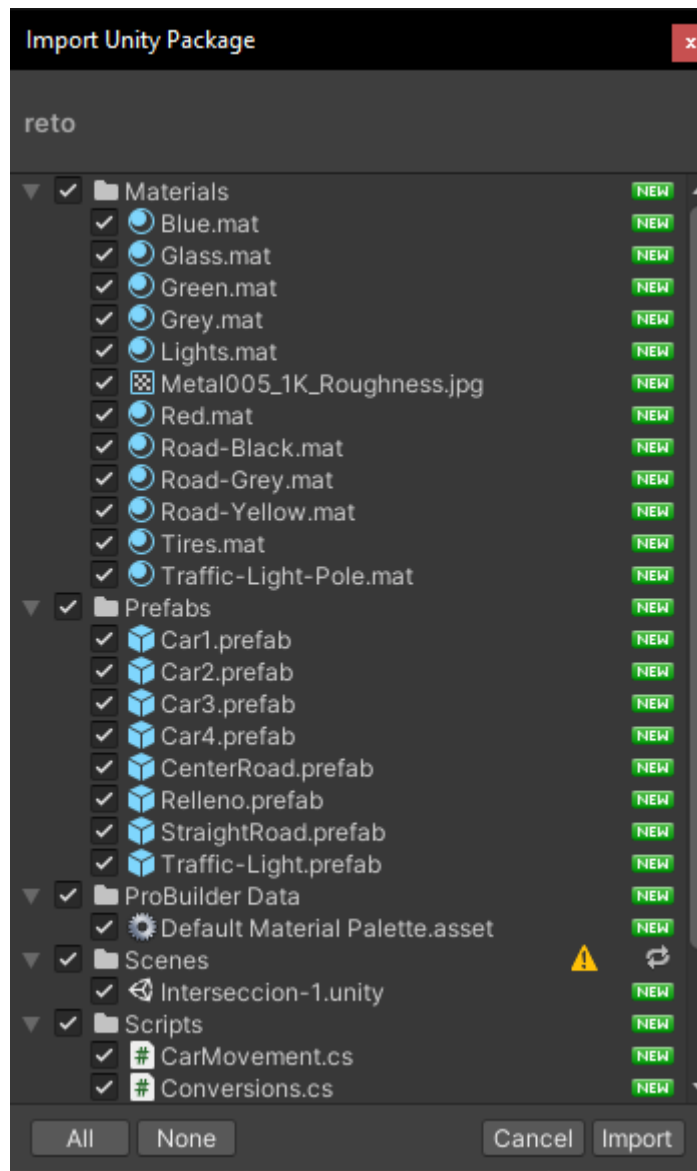 Import Unity Package
x
reto
Materials NEW
Blue.mat NEW
Glass.mat NEW
Green.mat NEW
Grey.mat NEW
Lights.mat NEW
Metal005_1K_Roughness.jpg NEW
Red.mat NEW
Road-Black.mat NEW
Road-Grey.mat NEW
Road-Yellow.mat NEW
Tires.mat NEW
Traffic-Light-Pole.mat NEW
Prefabs NEW
Car1.prefab NEW
Car2.prefab NEW
Car3.prefab NEW
Car4.prefab NEW
CenterRoad.prefab NEW
Relleno.prefab NEW
StraightRoad.prefab NEW
Traffic-Light.prefab NEW
ProBuilder Data NEW
Default Material Palette.asset NEW
Scenes
Interseccion-1.unity NEW
Scripts NEW
# CarMovement.cs NEW
# Conversions.cs NEW
All None Cancel Import